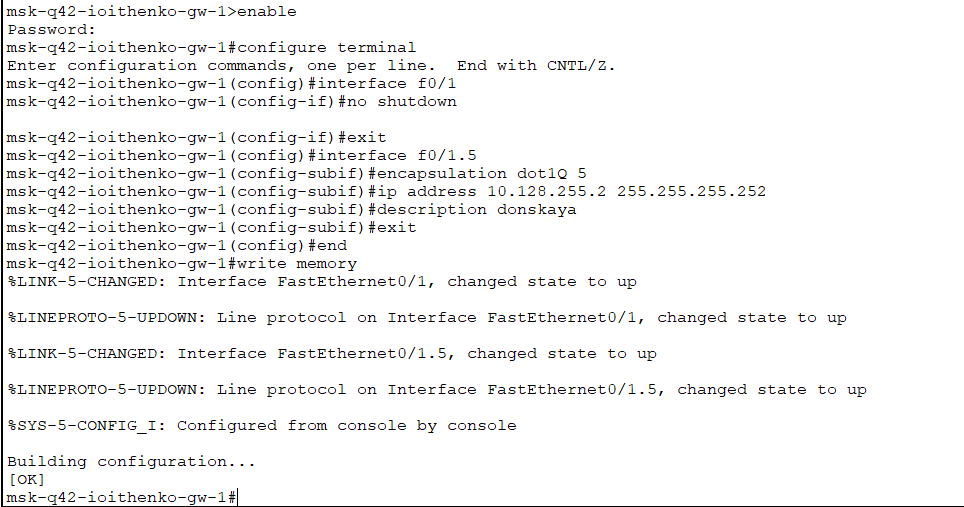 msk-q42-ioithenko-gw-1>enable
Password:
msk-q42-ioithenko-gw-1#configure terminal
Enter configuration commands, one per line.  End with CNTL/Z.
msk-q42-ioithenko-gw-1(config)#interface f0/1
msk-q42-ioithenko-gw-1(config-if)#no shutdown
msk-q42-ioithenko-gw-1(config-if)#exit
msk-q42-ioithenko-gw-1(config)#interface f0/1.5
msk-q42-ioithenko-gw-1(config-subif)#encapsulation dot1Q 5
msk-q42-ioithenko-gw-1(config-subif)#ip address 10.128.255.2 255.255.255.252
msk-q42-ioithenko-gw-1(config-subif)#description donskaya
msk-q42-ioithenko-gw-1(config-subif)#exit
msk-q42-ioithenko-gw-1(config)#end
msk-q42-ioithenko-gw-1#write memory
%LINK-5-CHANGED: Interface FastEthernet0/1, changed state to up
%LINEPROTO-5-UPDOWN: Line protocol on Interface FastEthernet0/1, changed state to up
%LINK-5-CHANGED: Interface FastEthernet0/1.5, changed state to up
%LINEPROTO-5-UPDOWN: Line protocol on Interface FastEthernet0/1.5, changed state to up
%SYS-5-CONFIG_I: Configured from console by console
Building configuration...
[OK]
msk-q42-ioithenko-gw-1#